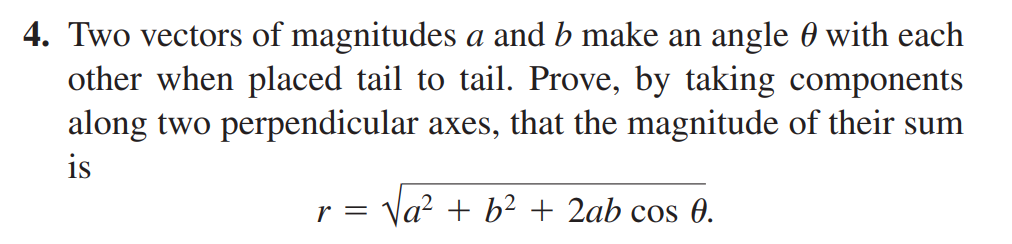 4. Two vectors of magnitudes a and b make an angle θ with each
other when placed tail to tail. Prove, by taking components
along two perpendicular axes, that the magnitude of their sum
is
r = √a² + b² + 2ab cos θ.